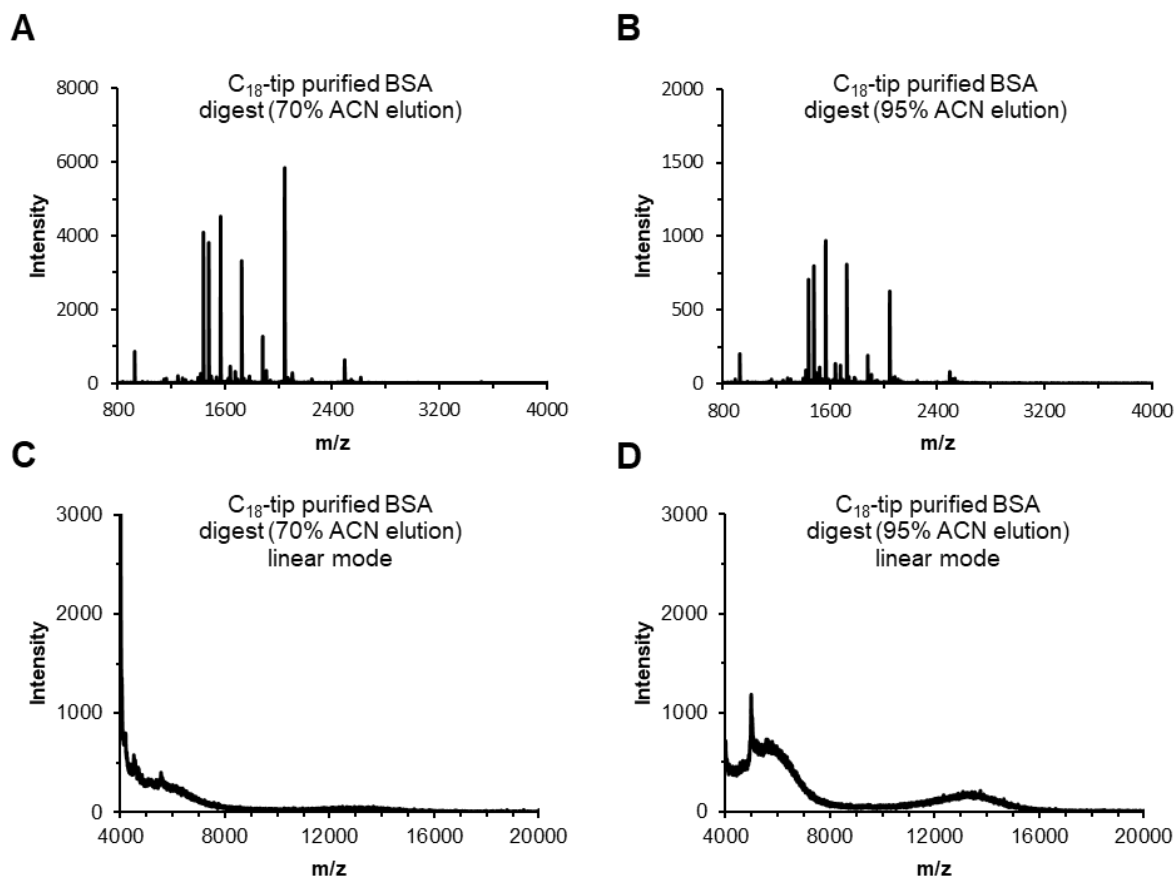 A
C₁₈-tip purified BSA
digest (70% ACN elution)
8000
6000
4000
2000
0
Intensity
800
1600
2400
3200
4000
m/z
B
C₁₈-tip purified BSA
digest (95% ACN elution)
2000
1500
1000
500
0
Intensity
800
1600
2400
3200
4000
m/z
C
C₁₈-tip purified BSA
digest (70% ACN elution)
linear mode
3000
2000
1000
0
Intensity
4000
8000
12000
16000
20000
m/z
D
C₁₈-tip purified BSA
digest (95% ACN elution)
linear mode
3000
2000
1000
0
Intensity
4000
8000
12000
16000
20000
m/z